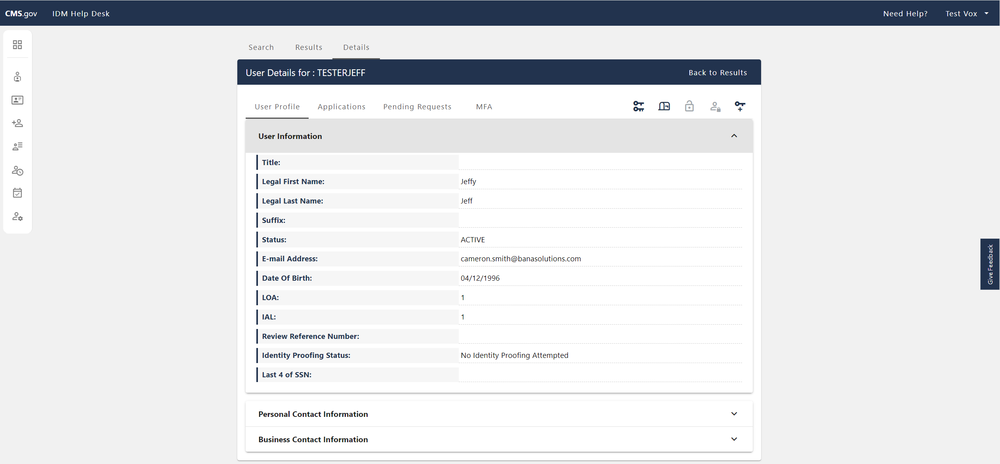 CMS.gov IDM Help Desk Need Help? Test Vox
Search Results Details
User Details for : TESTERJEFF Back to Results
User Profile Applications Pending Requests MFA
User Information
Title:
Legal First Name: Jeffy
Legal Last Name: Jeff
Suffix:
Status: ACTIVE
E-mail Address: cameron.smith@banasolutions.com
Date Of Birth: 04/12/1996
LOA: 1
IAL: 1
Review Reference Number:
Identity Proofing Status: No Identity Proofing Attempted
Last 4 of SSN:
Personal Contact Information
Business Contact Information
Give Feedback